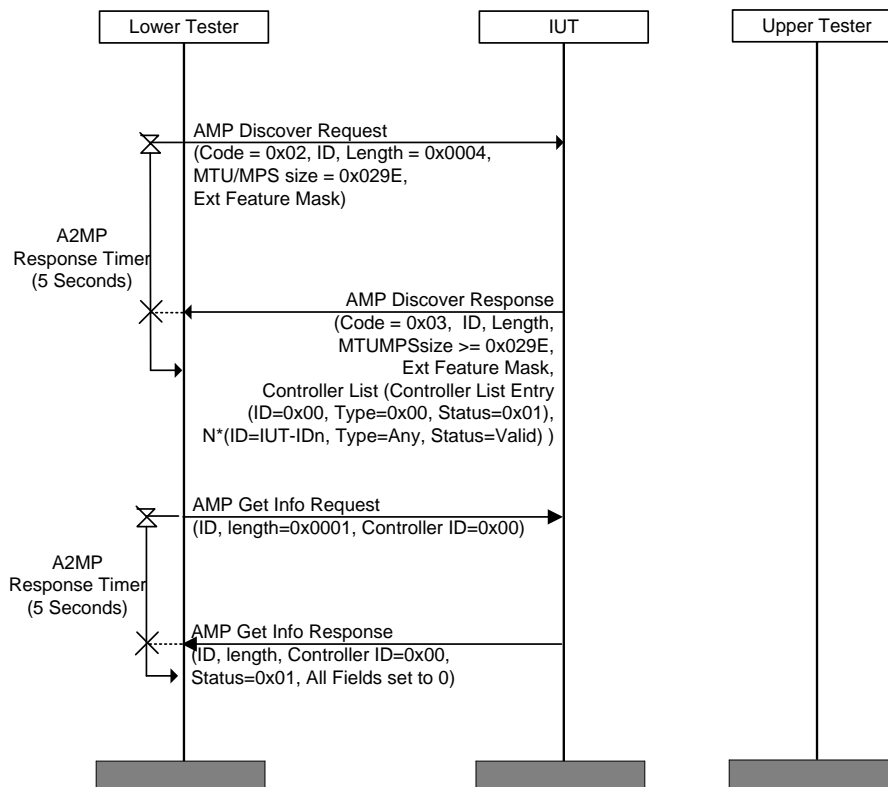 Lower Tester
IUT
Upper Tester
AMP Discover Request
(Code = 0x02, ID, Length = 0x0004,
MTU/MPS size = 0x029E,
Ext Feature Mask)
A2MP
Response Timer
(5 Seconds)
AMP Discover Response
(Code = 0x03, ID, Length,
MTUMPSsize >= 0x029E,
Ext Feature Mask,
Controller List (Controller List Entry
(ID=0x00, Type=0x00, Status=0x01),
N*(ID=IUT-IDn, Type=Any, Status=Valid) )
AMP Get Info Request
(ID, length=0x0001, Controller ID=0x00)
A2MP
Response Timer
(5 Seconds)
AMP Get Info Response
(ID, length, Controller ID=0x00,
Status=0x01, All Fields set to 0)